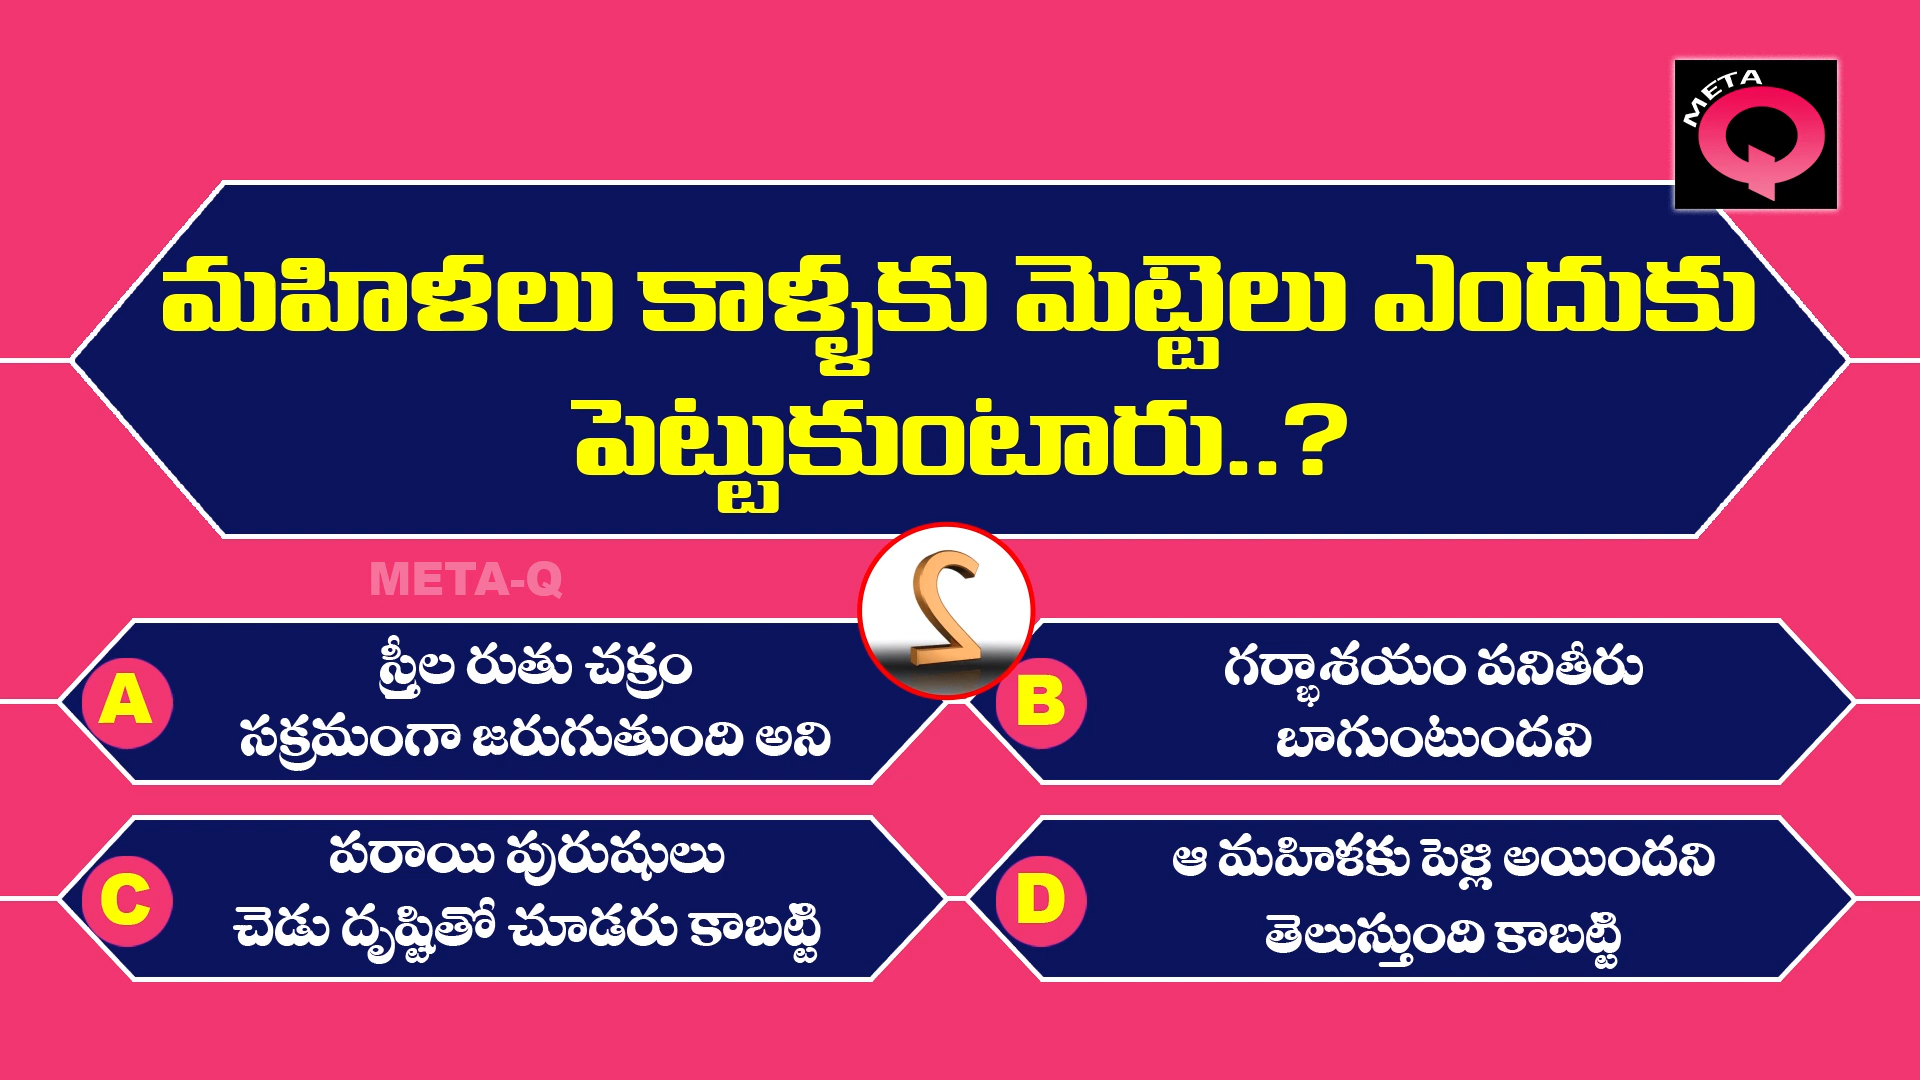 META
Q
మహిళలు కాళ్ళకు మెట్టెలు ఎందుకు
పెట్టుకుంటారు..?
META-Q
2
A
స్త్రీల రుతు చక్రం
సక్రమంగా జరుగుతుంది అని
B
గర్భాశయం పనితీరు
బాగుంటుందని
C
పరాయి పురుషులు
చెడు దృష్టితో చూడరు కాబట్టి
D
ఆ మహిళకు పెళ్లి అయిందని
తెలుస్తుంది కాబట్టి